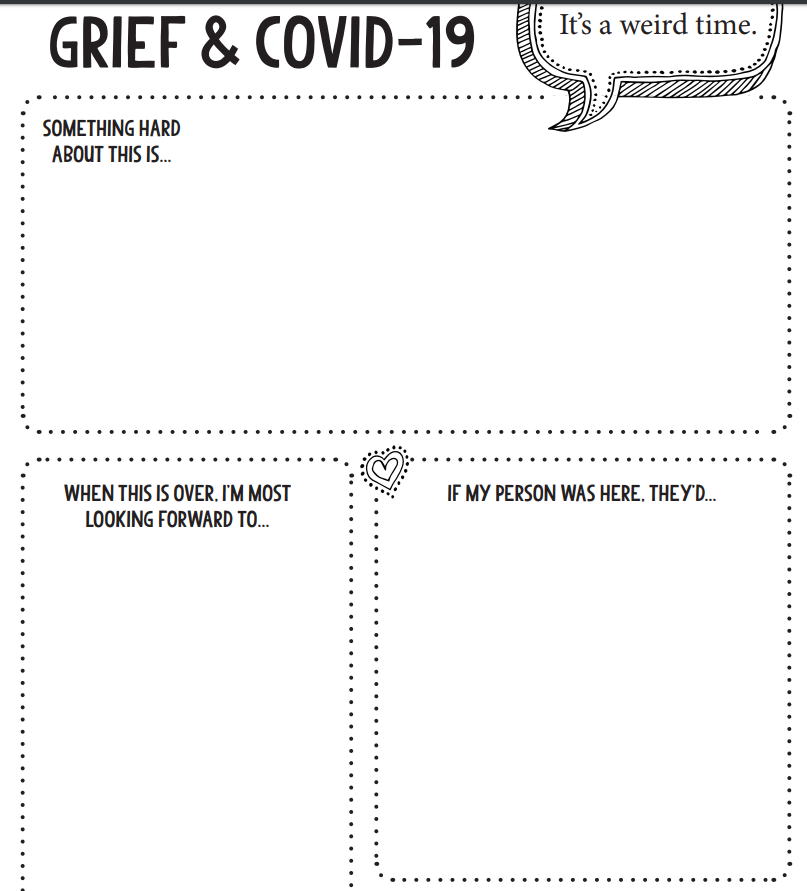 GRIEF & COVID-19
It's a weird time.
SOMETHING HARD
ABOUT THIS IS...
WHEN THIS IS OVER, I'M MOST
LOOKING FORWARD TO...
IF MY PERSON WAS HERE, THEY'D...